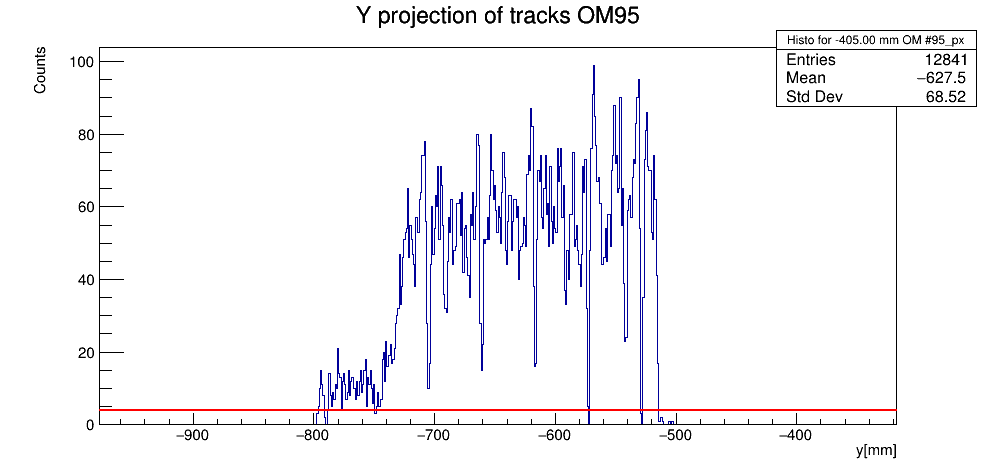 Y projection of tracks OM95
Histo for -405.00 mm OM #95_px
Entries 12841
Mean −627.5
Std Dev 68.52
Counts
100
80
60
40
20
0
−900 −800 −700 −600 −500 −400
y[mm]